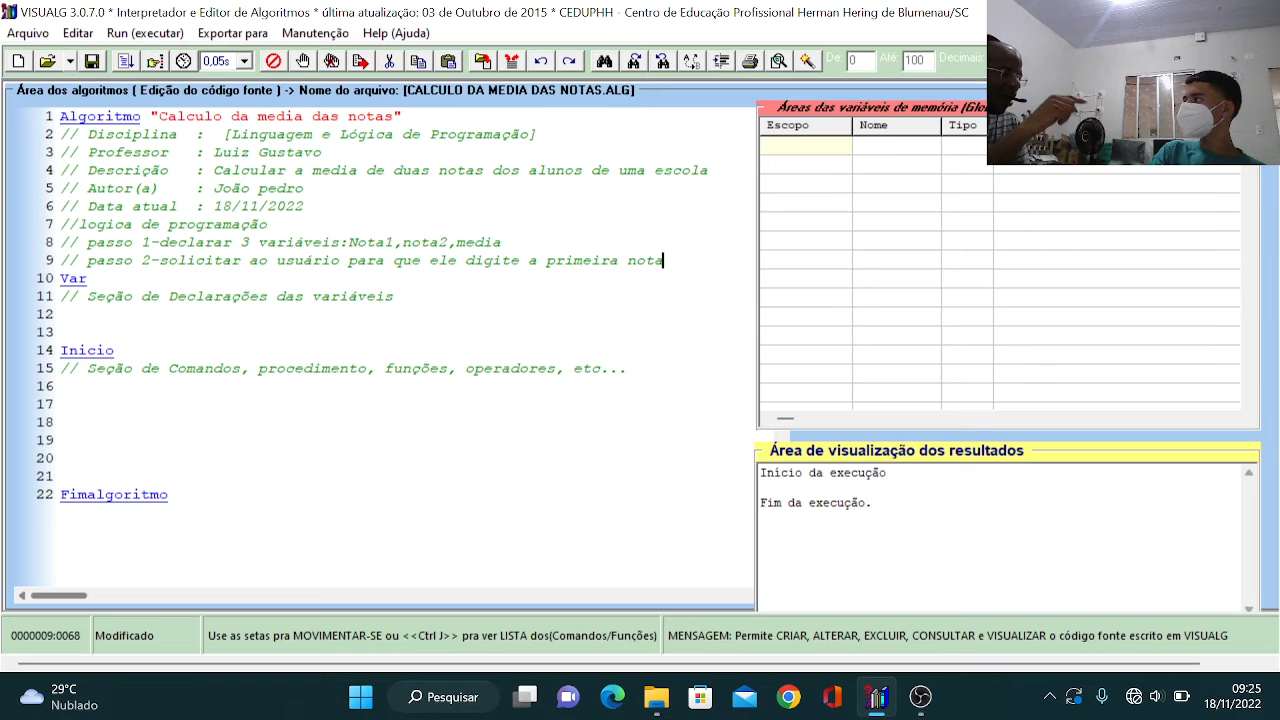 VISUALG 3.0.7.0 * Interpretador e Editor de Algoritmos * última atualização: 03 de Outubro de 2015 * CEDUPHH - Centro de Educação Profissional Herman Hering de Blumenau/SC
Arquivo Editar Run (executar) Exportar para Manutenção Help (Ajuda)
0,05s De: 0 Até: 100 Decimais:
Área dos algoritmos ( Edição do código fonte ) -> Nome do arquivo: [CALCULO DA MEDIA DAS NOTAS.ALG]
1 Algoritmo "Calculo da media das notas"
2 // Disciplina : [Linguagem e Lógica de Programação]
3 // Professor : Luiz Gustavo
4 // Descrição : Calcular a media de duas notas dos alunos de uma escola
5 // Autor(a) : João pedro
6 // Data atual : 18/11/2022
7 //logica de programação
8 // passo 1-declarar 3 variáveis:Nota1,nota2,media
9 // passo 2-solicitar ao usuário para que ele digite a primeira nota
10 Var
11 // Seção de Declarações das variáveis
12
13
14 Inicio
15 // Seção de Comandos, procedimento, funções, operadores, etc...
16
17
18
19
20
21
22 Fimalgoritmo
Áreas das variáveis de memória (Glo
Escopo Nome Tipo
Área de visualização dos resultados
Início da execução
Fim da execução.
0000009:0068 Modificado Use as setas pra MOVIMENTAR-SE ou <<Ctrl J>> pra ver LISTA dos(Comandos/Funções) MENSAGEM: Permite CRIAR, ALTERAR, EXCLUIR, CONSULTAR e VISUALIZAR o código fonte escrito em VISUALG
29°C
Nublado
Pesquisar
09:25
18/11/2022